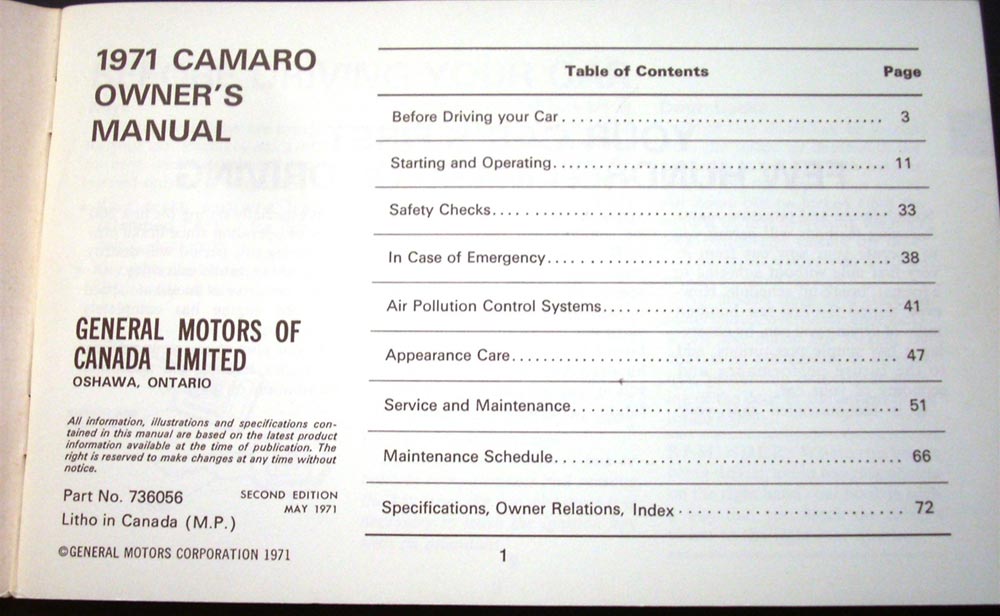 1971 CAMARO
OWNER'S
MANUAL
GENERAL MOTORS OF
CANADA LIMITED
OSHAWA, ONTARIO
All information, illustrations and specifications con-
tained in this manual are based on the latest product
information available at the time of publication. The
right is reserved to make changes at any time without
notice.
Part No. 736056 SECOND EDITION
MAY 1971
Litho in Canada (M.P.)
©GENERAL MOTORS CORPORATION 1971
Table of Contents Page
Before Driving your Car 3
Starting and Operating 11
Safety Checks 33
In Case of Emergency 38
Air Pollution Control Systems 41
Appearance Care 47
Service and Maintenance 51
Maintenance Schedule 66
Specifications, Owner Relations, Index 72
1